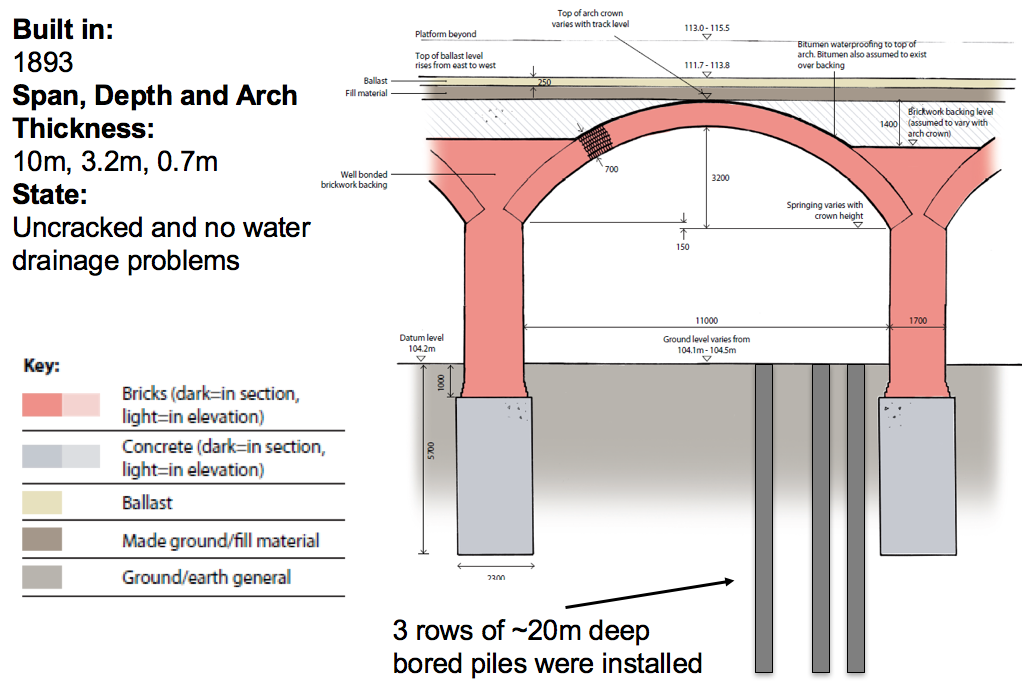 Built in:
1893
Span, Depth and Arch
Thickness:
10m, 3.2m, 0.7m
State:
Uncracked and no water
drainage problems
Key:
Bricks (dark=in section,
light=in elevation)
Concrete (dark=in section,
light=in elevation)
Ballast
Made ground/fill material
Ground/earth general
Top of arch crown
varies with track level
Platform beyond
113.0 - 115.5
Bitumen waterproofing to top of
arch. Bitumen also assumed to exist
over backing
Top of ballast level
rises from east to west
111.7 - 113.8
Ballast
250
Fill material
Brickwork backing level
(assumed to vary with
arch crown)
1400
700
Well bonded
brickwork backing
3200
Springing varies with
crown height
150
11000
1700
Datum level
104.2m
Ground level varies from
104.1m - 104.5m
1000
5700
2300
3 rows of ~20m deep
bored piles were installed